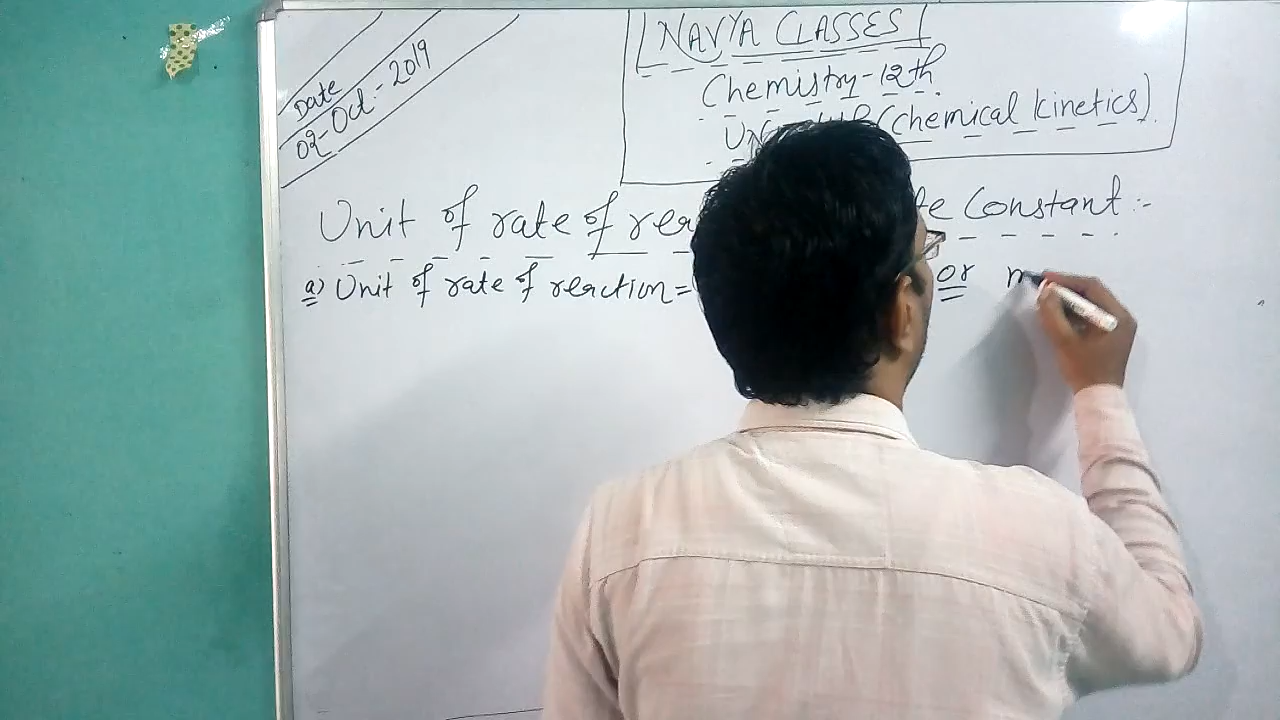 Date
02-Oct:-2019
NAVYA CLASSES
Chemistry-12th.
(Chemical kinetics).
Unit of rate of Constant:-
a) Unit of rate of reaction= or